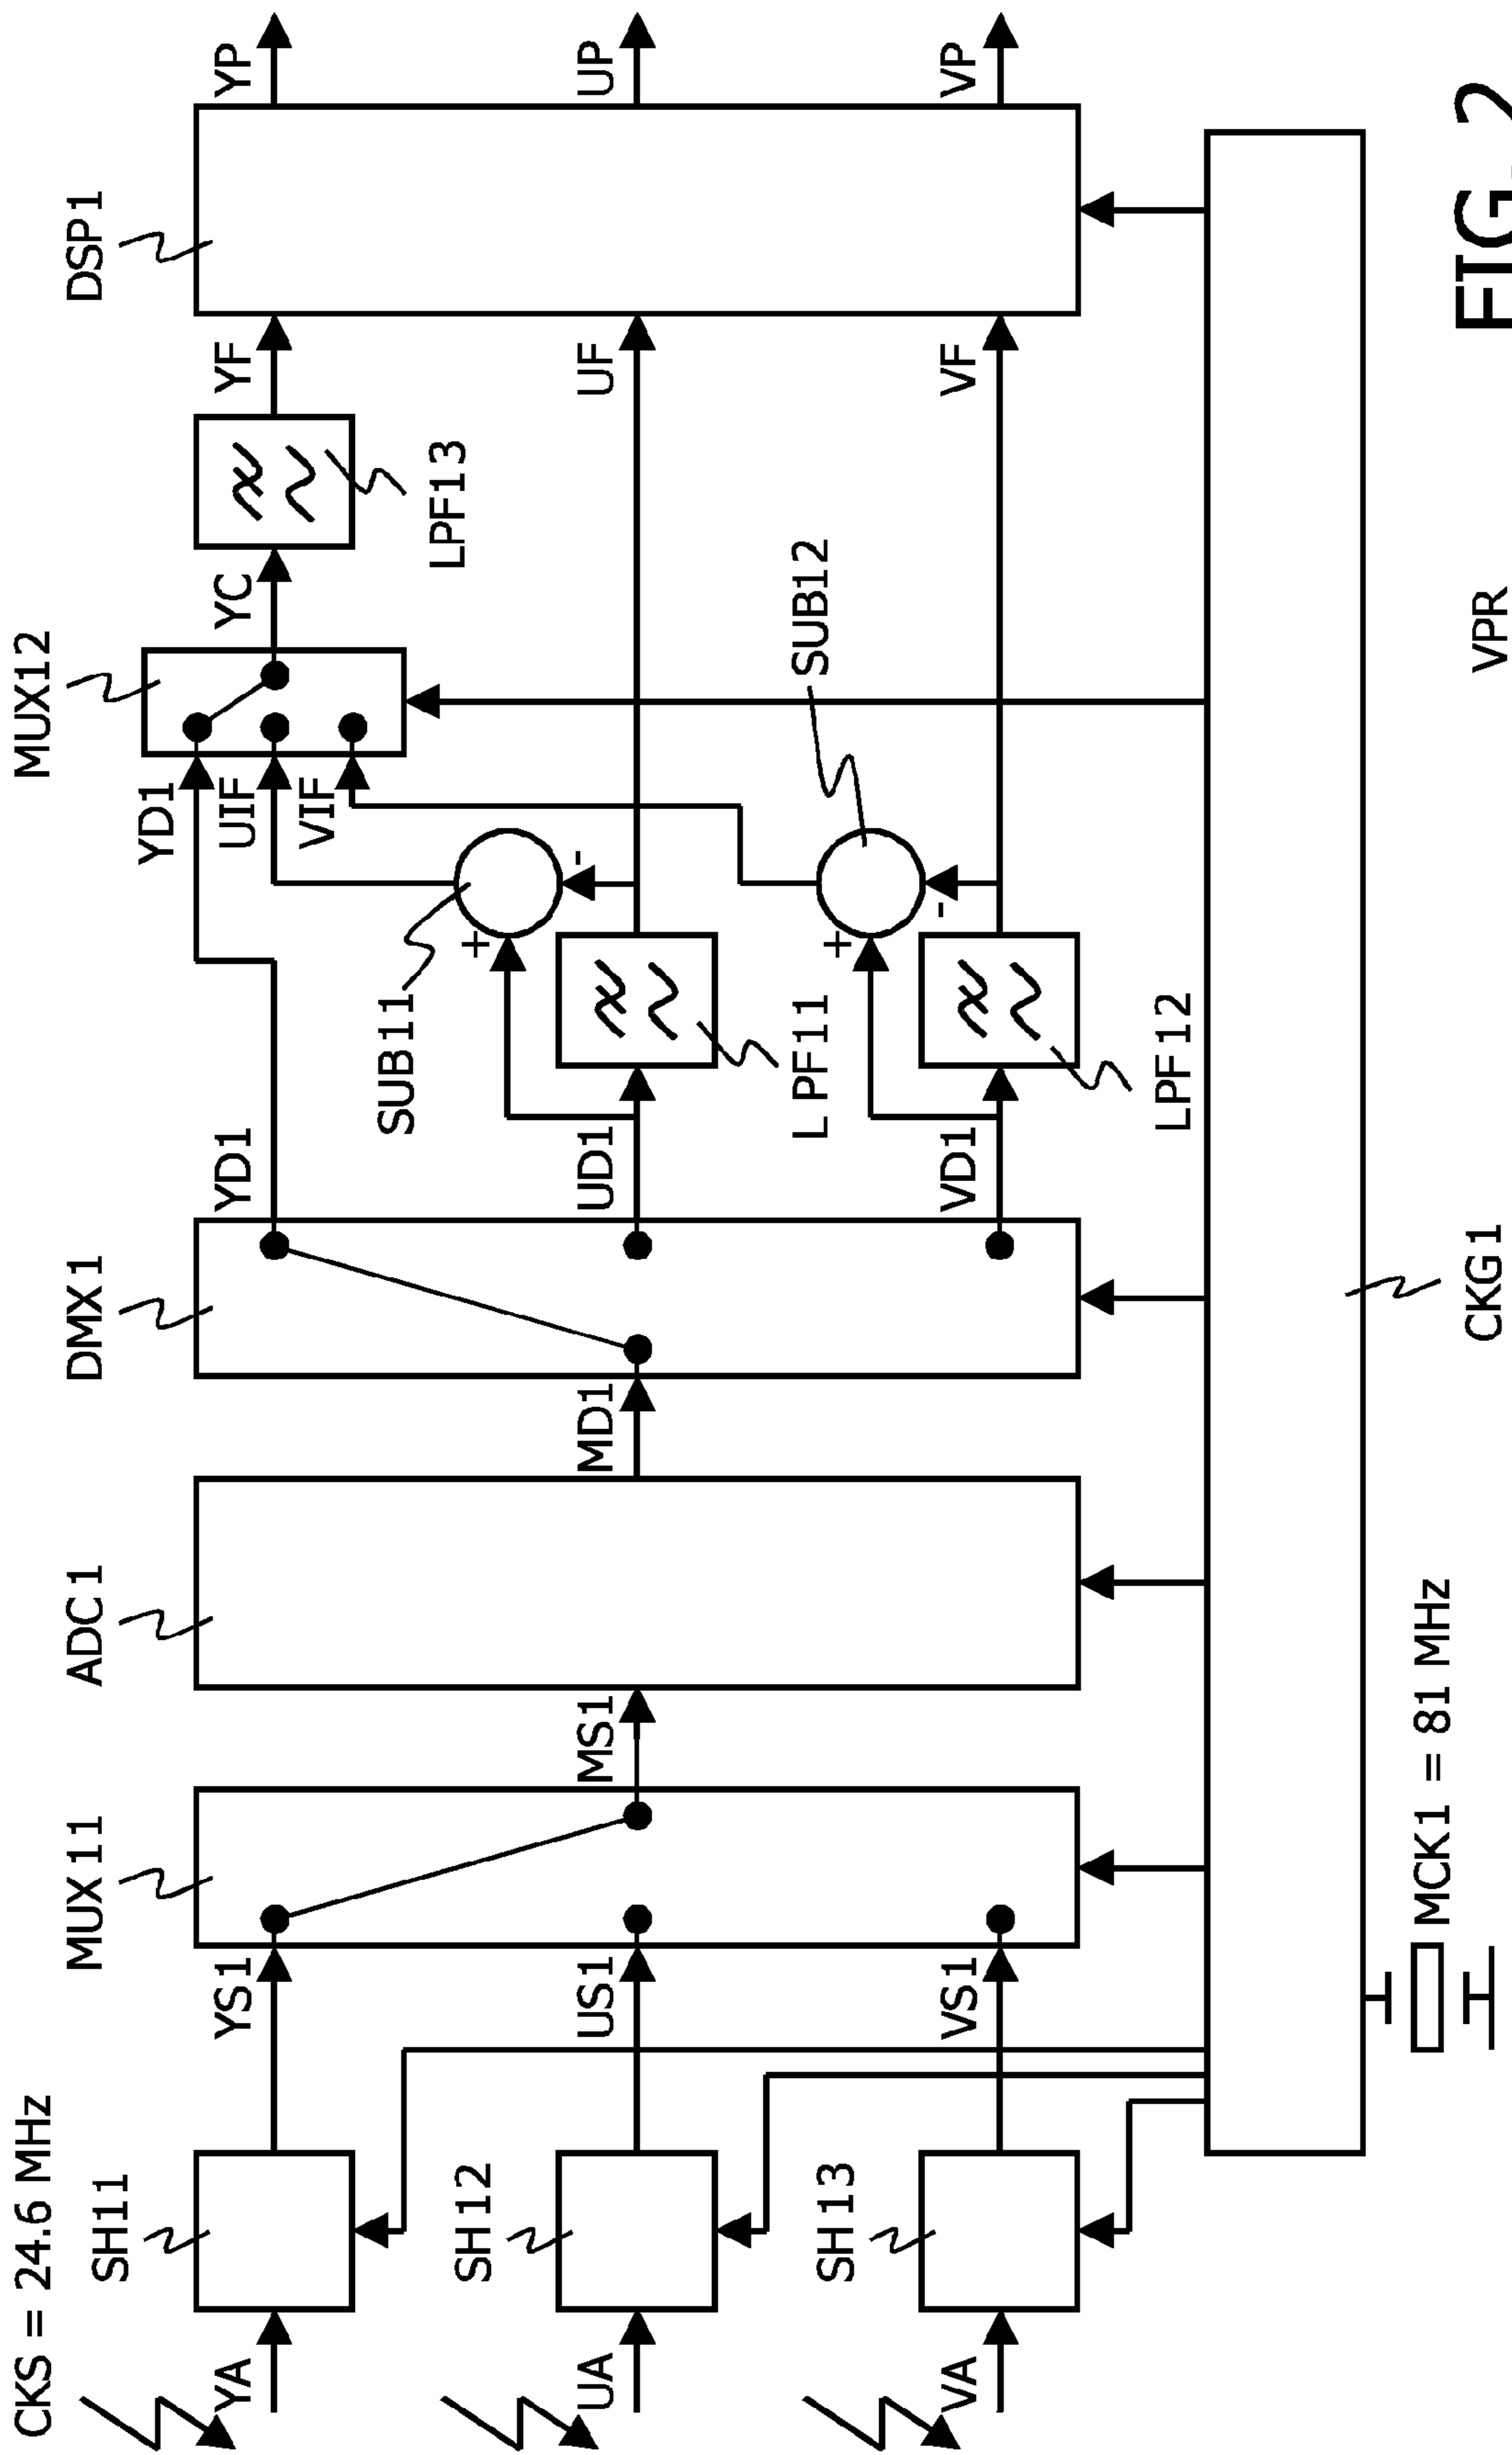 CKS = 24.6 MHz
SH11
MUX11
ADC1
DMX1
MUX12
DSP1
YA
YS1
YD1
YD1
UIF
VIF
YC
LPF13
YF
YP
SH12
SUB11
+
-
UA
US1
MS1
MD1
UD1
LPF11
UF
UP
SH13
SUB12
+
-
VA
VS1
VD1
LPF12
VF
VP
MCK1 = 81 MHz
CKG1
VPR
FIG. 2